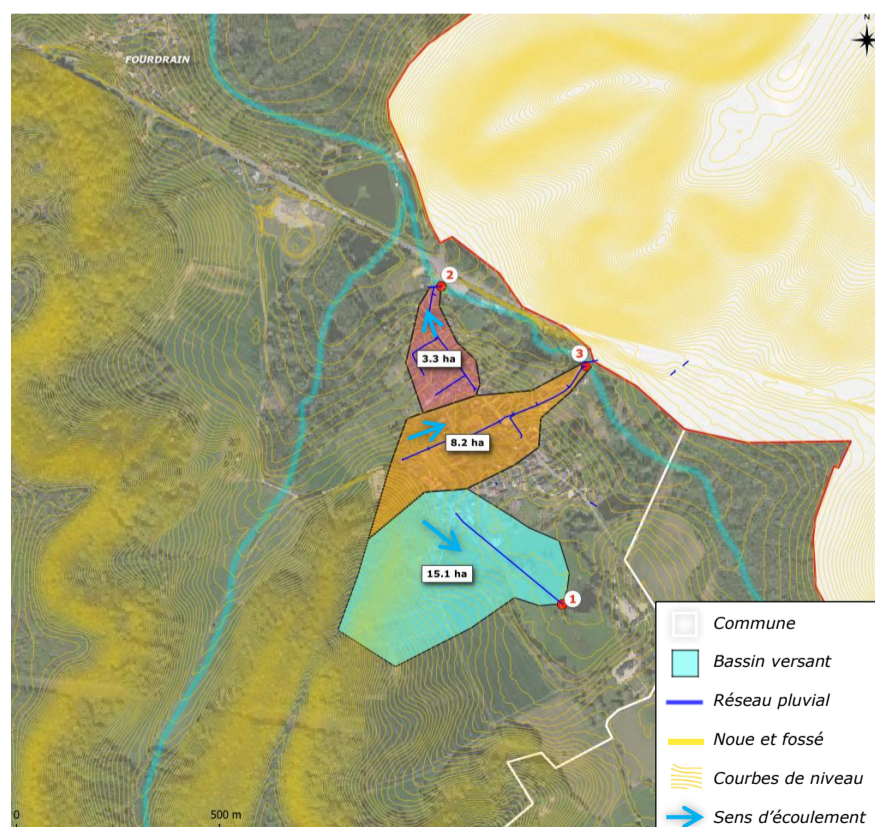 N
FOURDRAIN
2
3
3.3 ha
8.2 ha
15.1 ha
1
Commune
Bassin versant
Réseau pluvial
Noue et fossé
Courbes de niveau
Sens d'écoulement
0
500 m